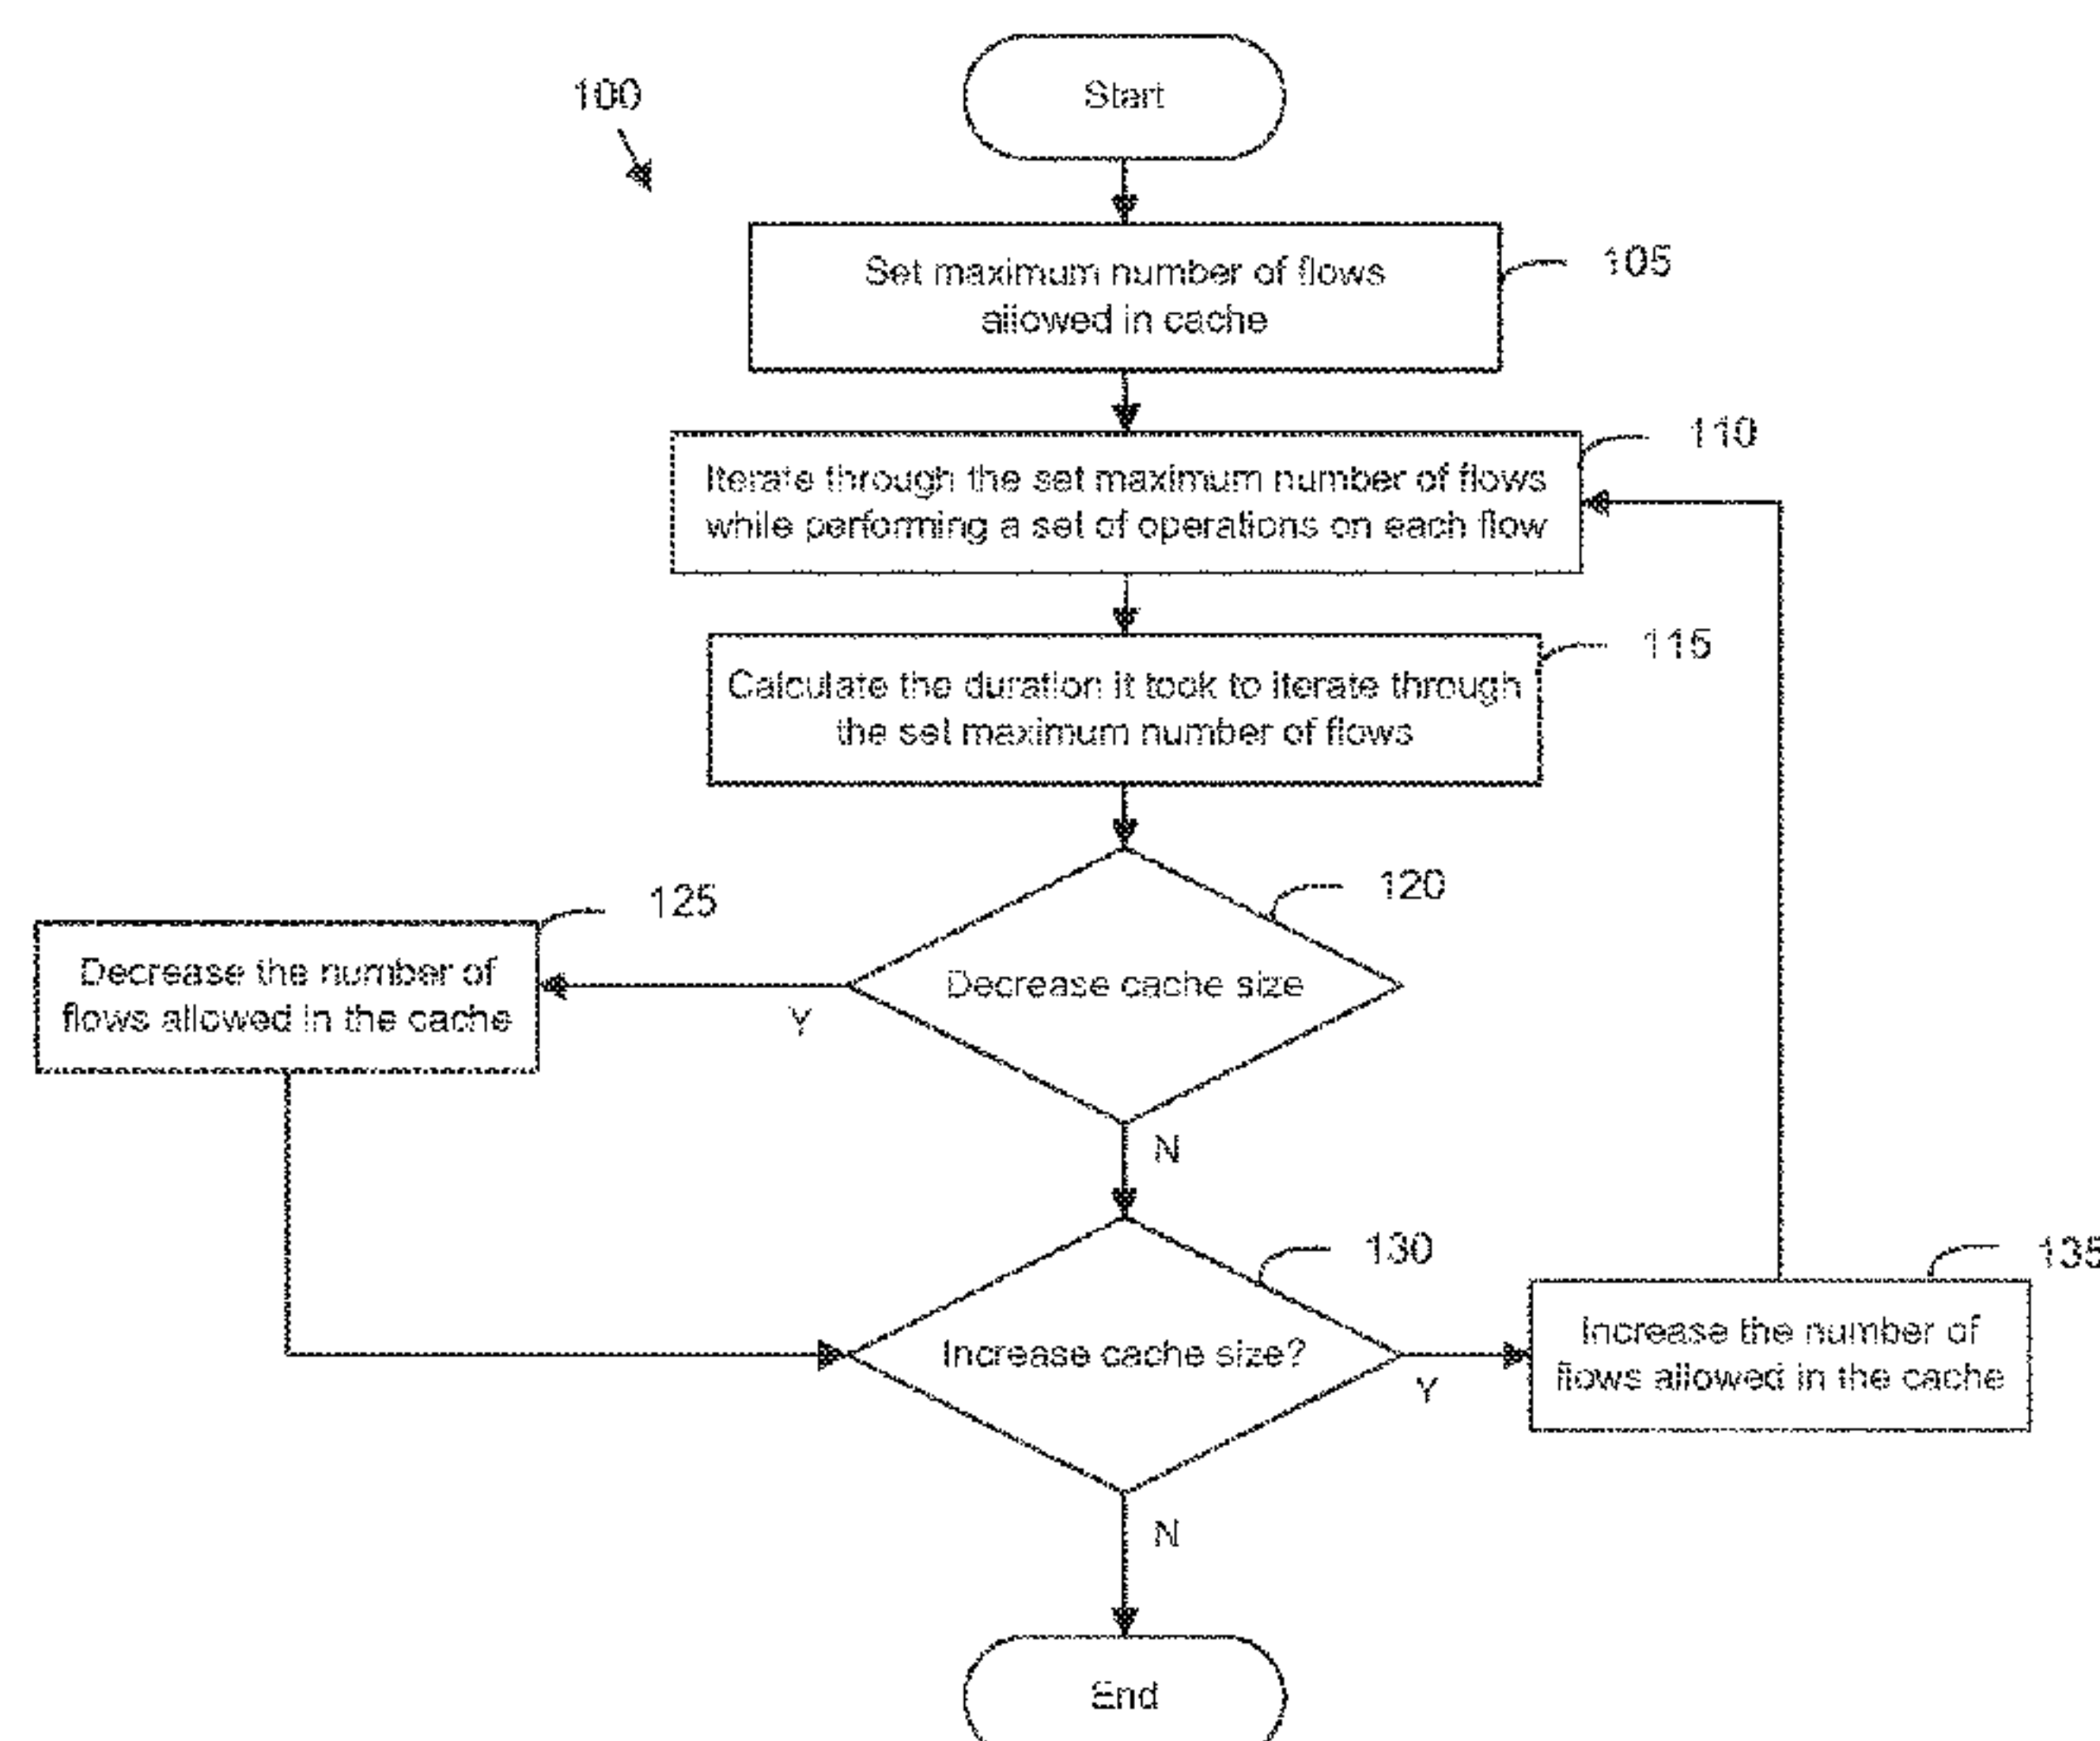 Start
100
Set maximum number of flows
allowed in cache
105
Iterate through the set maximum number of flows
while performing a set of operations on each flow
110
Calculate the duration it took to iterate through
the set maximum number of flows
115
Decrease cache size
120
Y
N
Decrease the number of
flows allowed in the cache
125
Increase cache size?
130
Y
N
Increase the number of
flows allowed in the cache
135
End